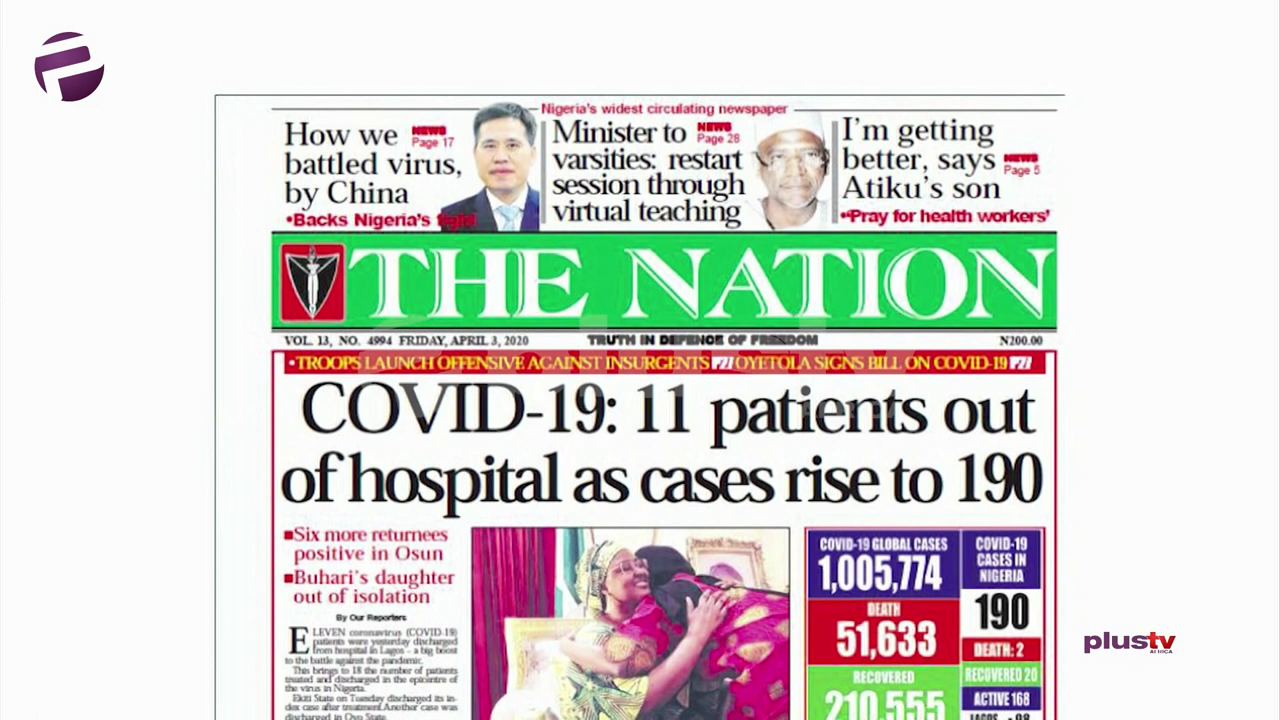 Nigeria's widest circulating newspaper
How we
battled virus,
by China
NEWS
Page 17
•Backs Nigeria's fight
Minister to
varsities: restart
session through
virtual teaching
NEWS
Page 28
I'm getting
better, says
Atiku's son
NEWS
Page 5
•'Pray for health workers'
THE NATION
VOL. 13, NO. 4994 FRIDAY, APRIL 3, 2020
TRUTH IN DEFENCE OF FREEDOM
N200.00
•TROOPS LAUNCH OFFENSIVE AGAINST INSURGENTS OYETOLA SIGNS BILL ON COVID-19
COVID-19: 11 patients out
of hospital as cases rise to 190
■Six more returnees
positive in Osun
■Buhari's daughter
out of isolation
By Our Reporters
ELEVEN coronavirus (COVID-19)
patients were yesterday discharged
from hospital in Lagos – a big boost
to the battle against the pandemic.
This brings to 18 the number of patients
treated and discharged in the epicintre of
the virus in Nigeria.
Ekiti State on Tuesday discharged its in-
dex case after treatment.Another case was
discharged in Oyo State.
COVID-19 GLOBAL CASES
1,005,774
DEATH
51,633
RECOVERED
210,555
COVID-19
CASES IN
NIGERIA
190
DEATH: 2
RECOVERED 20
ACTIVE 168
LAGOS - 98
plustv
AFRICA